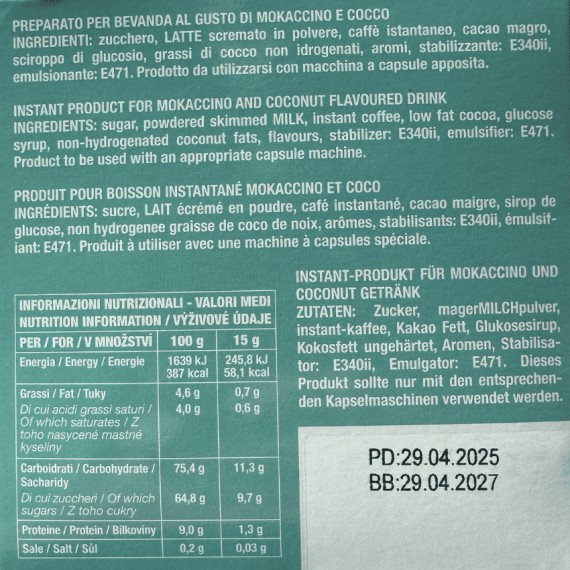 PREPARATO PER BEVANDA AL GUSTO DI MOKACCINO E COCCO
INGREDIENTI: zucchero, LATTE scremato in polvere, caffè istantaneo, cacao magro,
sciroppo di glucosio, grassi di cocco non idrogenati, aromi, stabilizzante: E340ii,
emulsionante: E471. Prodotto da utilizzarsi con macchina a capsule apposita.
INSTANT PRODUCT FOR MOKACCINO AND COCONUT FLAVOURED DRINK
INGREDIENTS: sugar, powdered skimmed MILK, instant coffee, low fat cocoa, glucose
syrup, non-hydrogenated coconut fats, flavours, stabilizer: E340ii, emulsifier: E471.
Product to be used with an appropriate capsule machine.
PRODUIT POUR BOISSON INSTANTANÉ MOKACCINO ET COCO
INGRÉDIENTS: sucre, LAIT écrémé en poudre, café instantané, cacao maigre, sirop de
glucose, non hydrogenee graisse de coco de noix, arômes, stabilisants: E340ii, émulsif-
iant: E471. Produit à utiliser avec une machine à capsules spéciale.
INSTANT-PRODUKT FÜR MOKACCINO UND
COCONUT GETRÄNK
ZUTATEN: Zucker, magerMILCHpulver,
instant-kaffee, Kakao Fett, Glukosesirup,
Kokosfett ungehärtet, Aromen, Stabilisa-
tor: E340ii, Emulgator: E471. Dieses
Produkt sollte nur mit den entsprechen-
den Kapselmaschinen verwendet werden.
INFORMAZIONI NUTRIZIONALI - VALORI MEDI
NUTRITION INFORMATION / VÝŽIVOVÉ ÚDAJE
PER / FOR / V MNOŽSTVÍ 100 g 15 g
Energia / Energy / Energie 1639 kJ 245,8 kJ
387 kcal 58,1 kcal
Grassi / Fat / Tuky 4,6 g 0,7 g
Di cui acidi grassi saturi / 4,0 g 0,6 g
Of which saturates / Z
toho nasycené mastné
kyseliny
Carboidrati / Carbohydrate / 75,4 g 11,3 g
Sacharidy
Di cui zuccheri / Of which 64,8 g 9,7 g
sugars / Z toho cukry
Proteine / Protein / Bílkoviny 9,0 g 1,3 g
Sale / Salt / Sůl 0,2 g 0,03 g
PD:29.04.2025
BB:29.04.2027